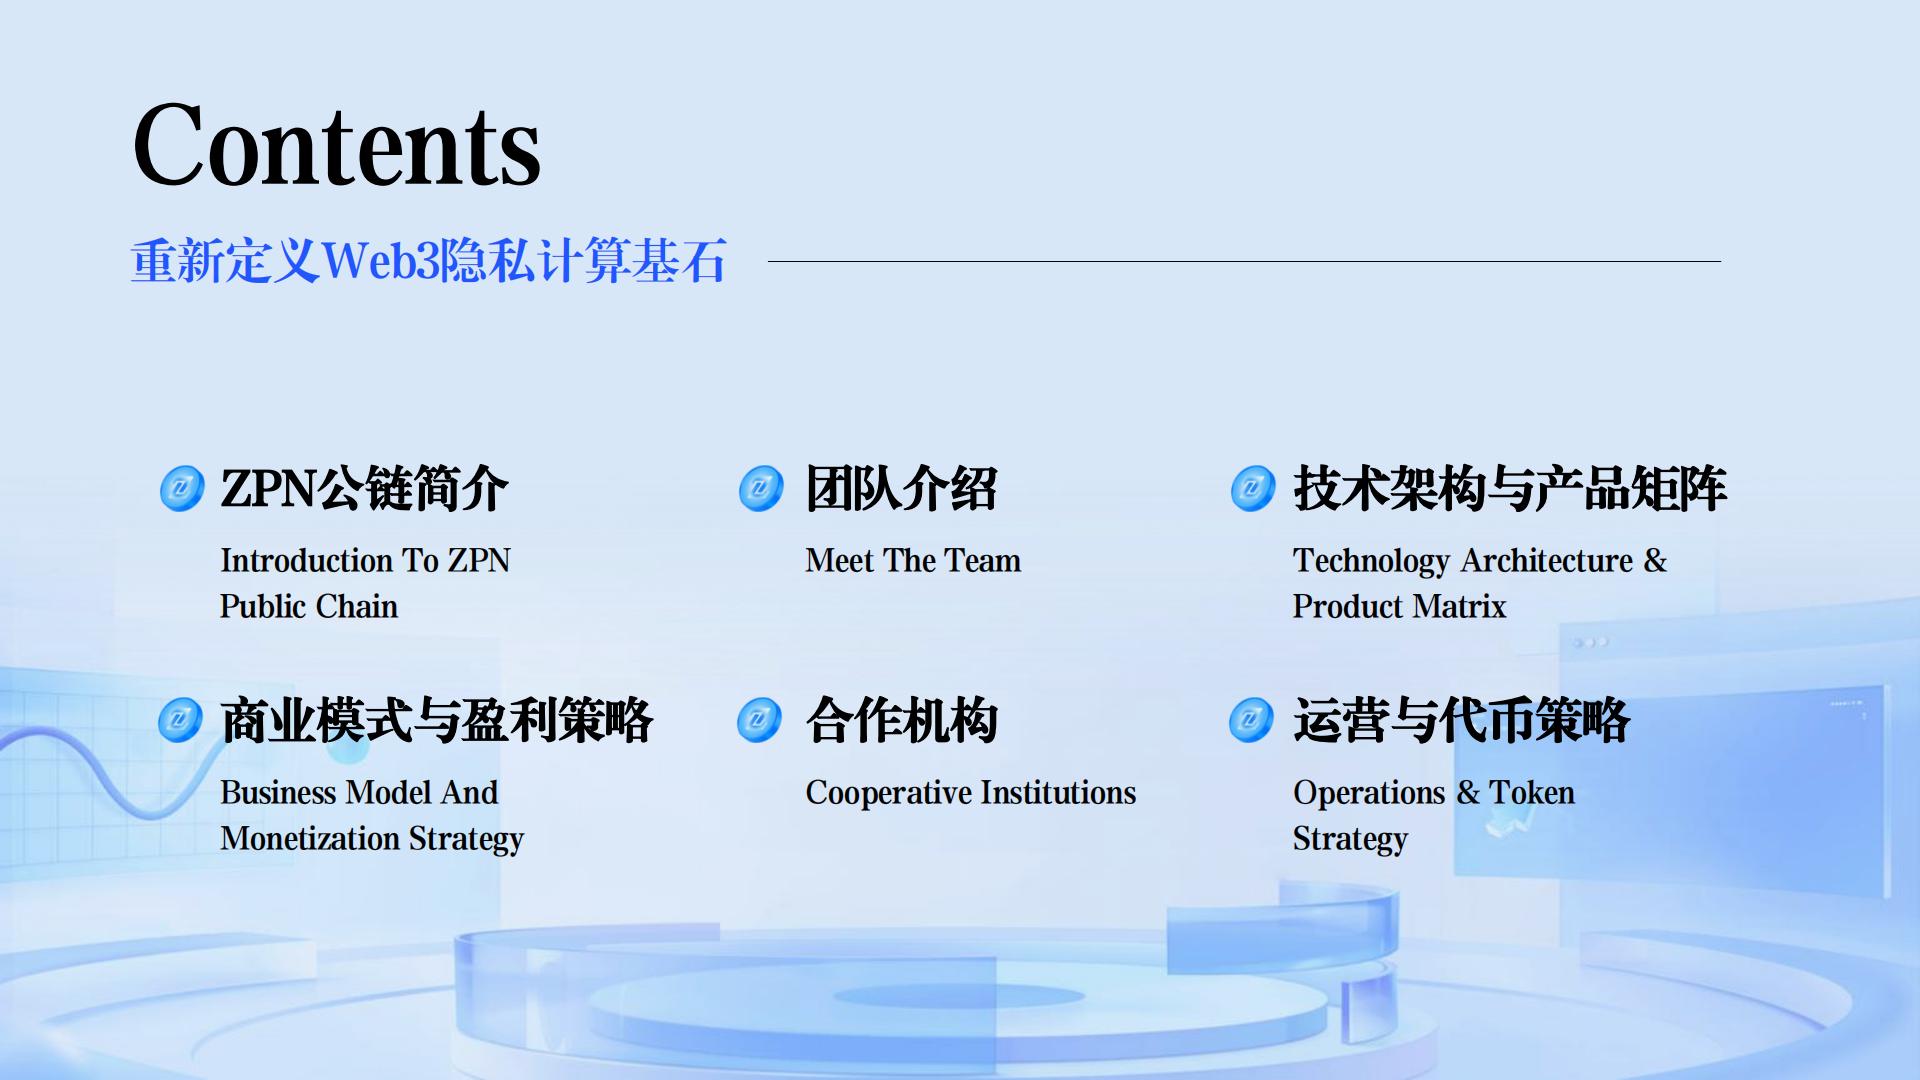 Contents
重新定义Web3隐私计算基石
ZPN公链简介
Introduction To ZPN
Public Chain
团队介绍
Meet The Team
技术架构与产品矩阵
Technology Architecture &
Product Matrix
商业模式与盈利策略
Business Model And
Monetization Strategy
合作机构
Cooperative Institutions
运营与代币策略
Operations & Token
Strategy